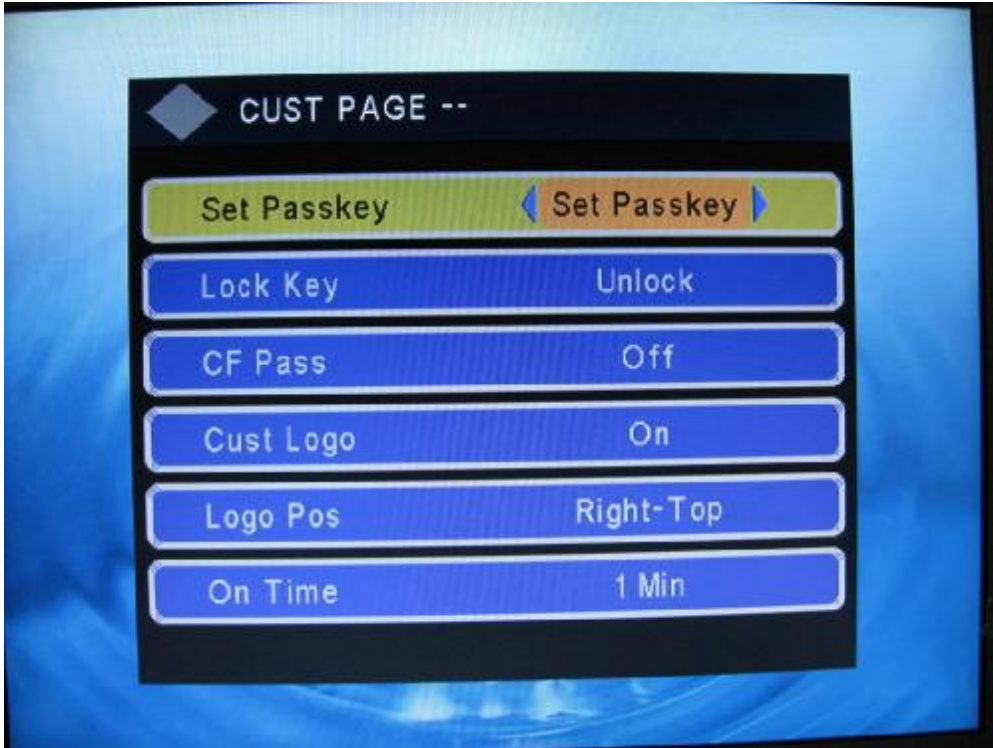 CUST PAGE --
Set Passkey Set Passkey
Lock Key Unlock
CF Pass Off
Cust Logo On
Logo Pos Right-Top
On Time 1 Min